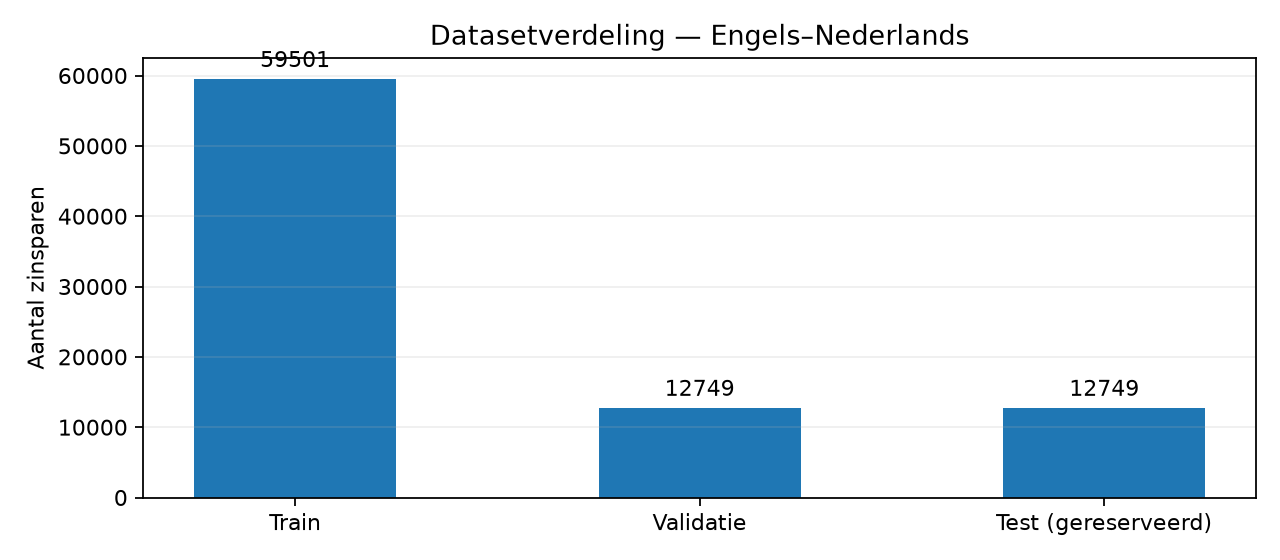 Datasetverdeling — Engels–Nederlands
59501
60000
50000
40000
30000
20000
10000
0
Aantal zinsparen
12749
12749
Train
Validatie
Test (gereserveerd)